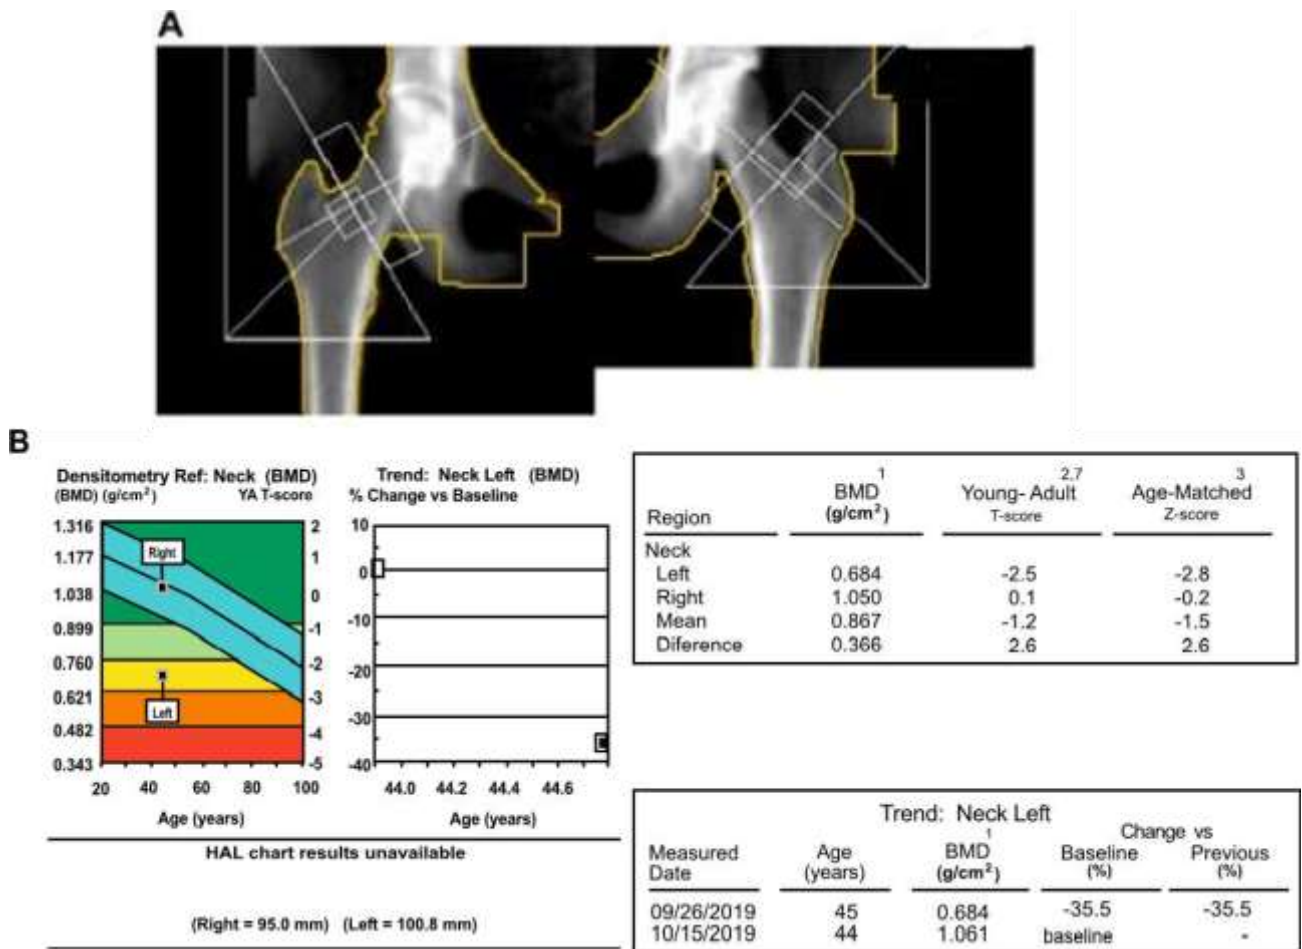 A
B
Densitometry Ref: Neck (BMD)
(BMD) (g/cm²) YA T-score
1.316 2
1.177 1
1.038 0
0.899 -1
0.760 -2
0.621 -3
0.482 -4
0.343 -5
Right
Left
20 40 60 80 100
Age (years)
Trend: Neck Left (BMD)
% Change vs Baseline
10
0
-10
-20
-30
-40
44.0 44.2 44.4 44.6
Age (years)
HAL chart results unavailable
(Right = 95.0 mm) (Left = 100.8 mm)
1 2,7 3
BMD Young- Adult Age-Matched
Region (g/cm²) T-score Z-score
Neck
Left 0.684 -2.5 -2.8
Right 1.050 0.1 -0.2
Mean 0.867 -1.2 -1.5
Diference 0.366 2.6 2.6
Trend: Neck Left
1 Change vs
Measured Age BMD Baseline Previous
Date (years) (g/cm²) (%) (%)
09/26/2019 45 0.684 -35.5 -35.5
10/15/2019 44 1.061 baseline -